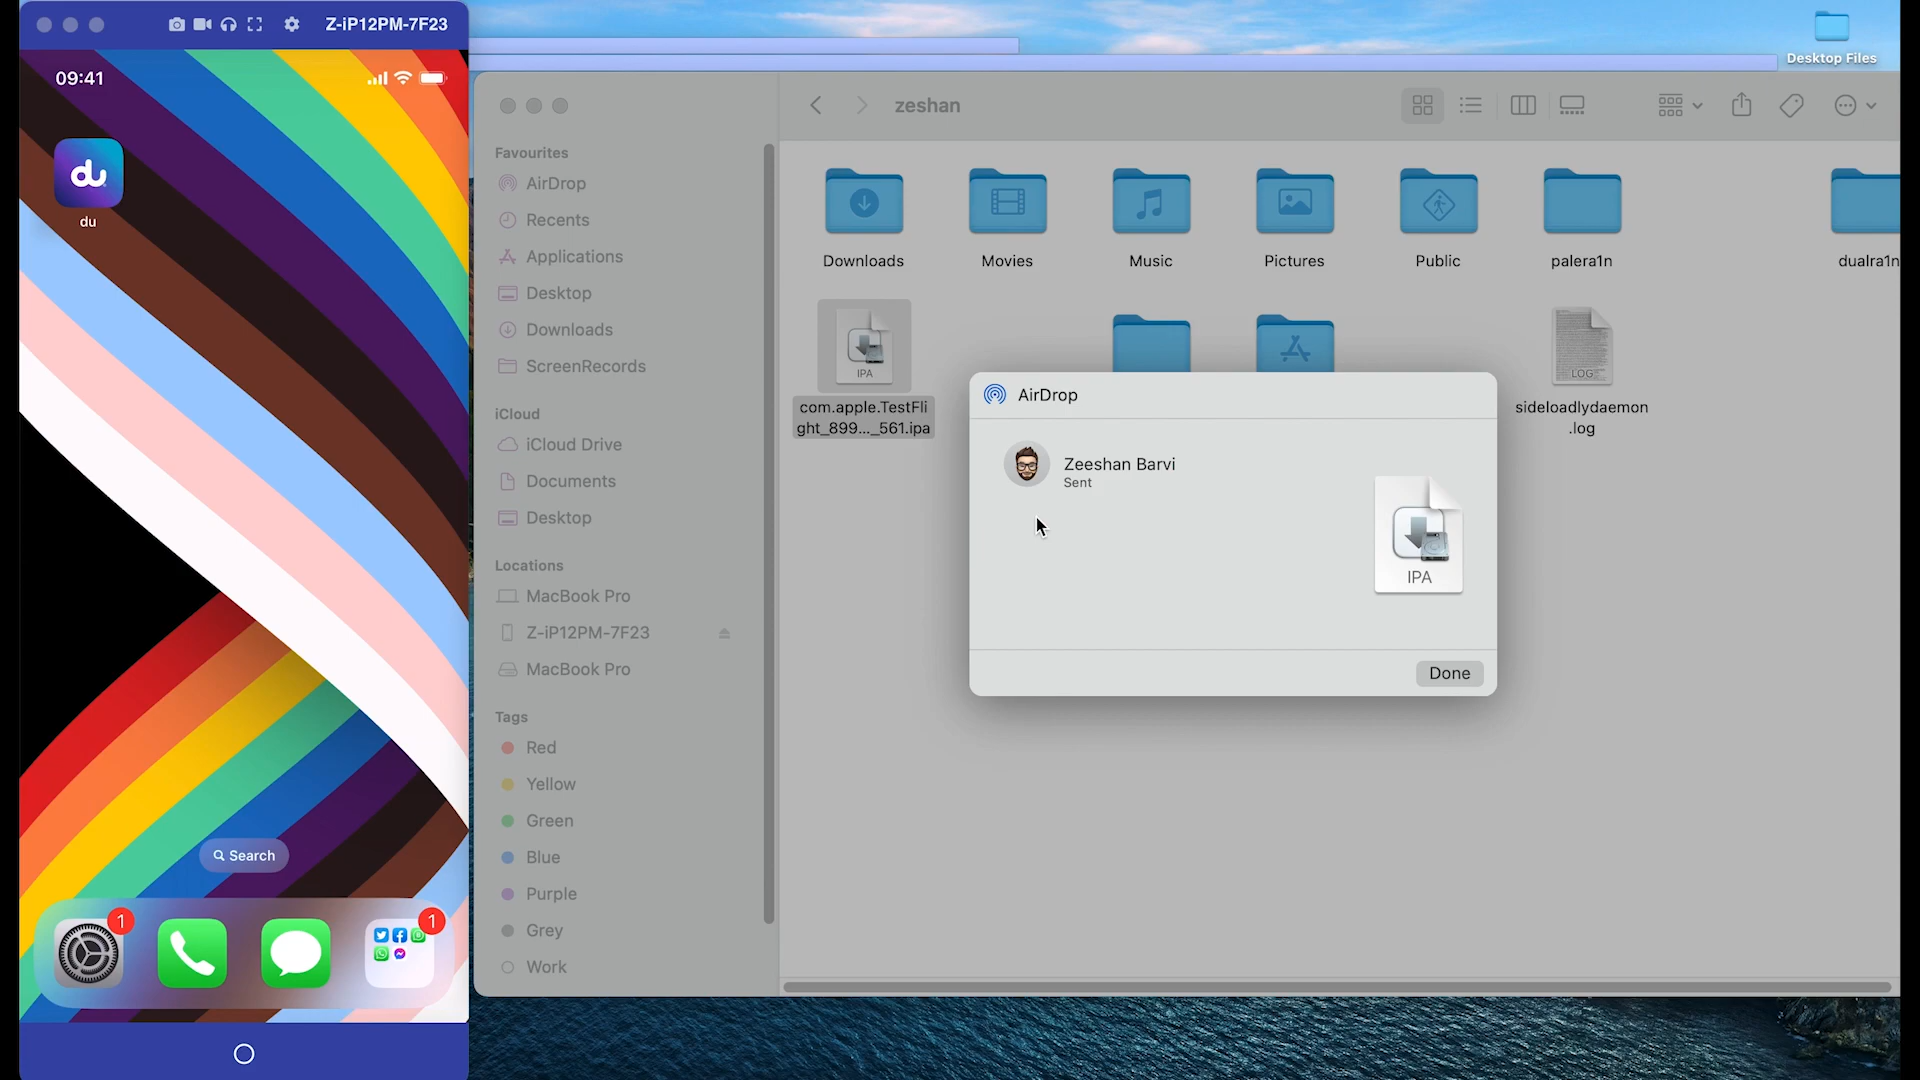 Z-iP12PM-7F23
09:41
du
du
Search
1
1
Desktop Files
zeshan
Favourites
AirDrop
Recents
Applications
Desktop
Downloads
ScreenRecords
iCloud
iCloud Drive
Documents
Desktop
Locations
MacBook Pro
Z-iP12PM-7F23
MacBook Pro
Tags
Red
Yellow
Green
Blue
Purple
Grey
Work
Downloads
Movies
Music
Pictures
Public
palera1n
dualra1n
IPA
com.apple.TestFli
ght_899..._561.ipa
LOG
sideloadlydaemon
.log
AirDrop
Zeeshan Barvi
Sent
IPA
Done